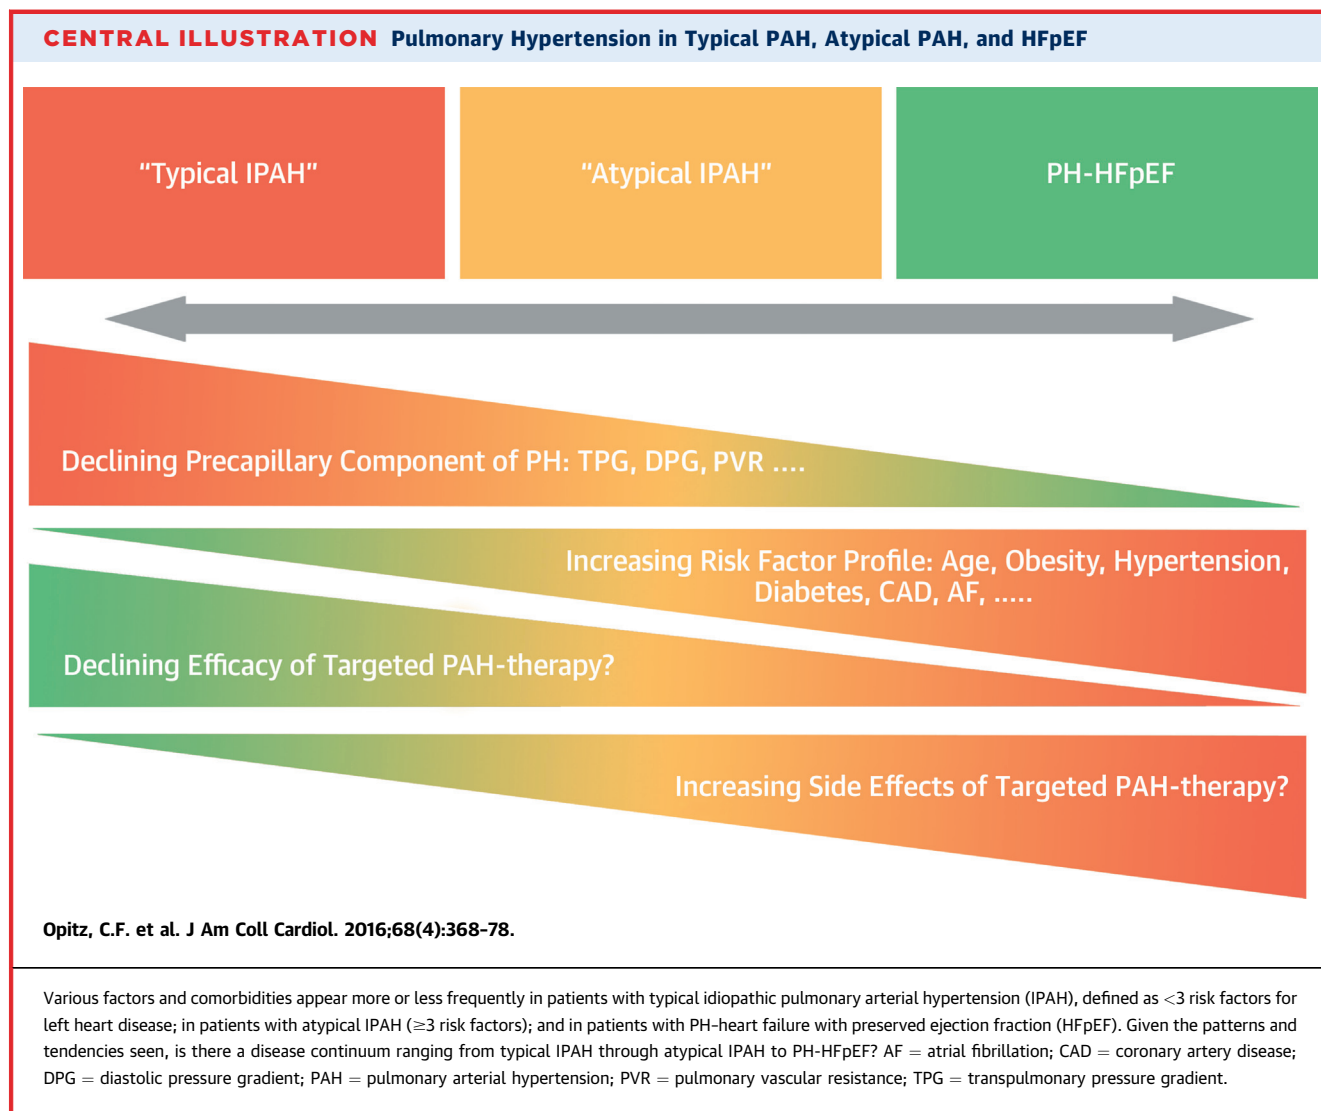 CENTRAL ILLUSTRATION Pulmonary Hypertension in Typical PAH, Atypical PAH, and HFpEF
“Typical IPAH”
“Atypical IPAH”
PH-HFpEF
Declining Precapillary Component of PH: TPG, DPG, PVR ....
Increasing Risk Factor Profile: Age, Obesity, Hypertension,
Diabetes, CAD, AF, .....
Declining Efficacy of Targeted PAH-therapy?
Increasing Side Effects of Targeted PAH-therapy?
Opitz, C.F. et al. J Am Coll Cardiol. 2016;68(4):368–78.
Various factors and comorbidities appear more or less frequently in patients with typical idiopathic pulmonary arterial hypertension (IPAH), defined as <3 risk factors for
left heart disease; in patients with atypical IPAH (≥3 risk factors); and in patients with PH-heart failure with preserved ejection fraction (HFpEF). Given the patterns and
tendencies seen, is there a disease continuum ranging from typical IPAH through atypical IPAH to PH-HFpEF? AF = atrial fibrillation; CAD = coronary artery disease;
DPG = diastolic pressure gradient; PAH = pulmonary arterial hypertension; PVR = pulmonary vascular resistance; TPG = transpulmonary pressure gradient.